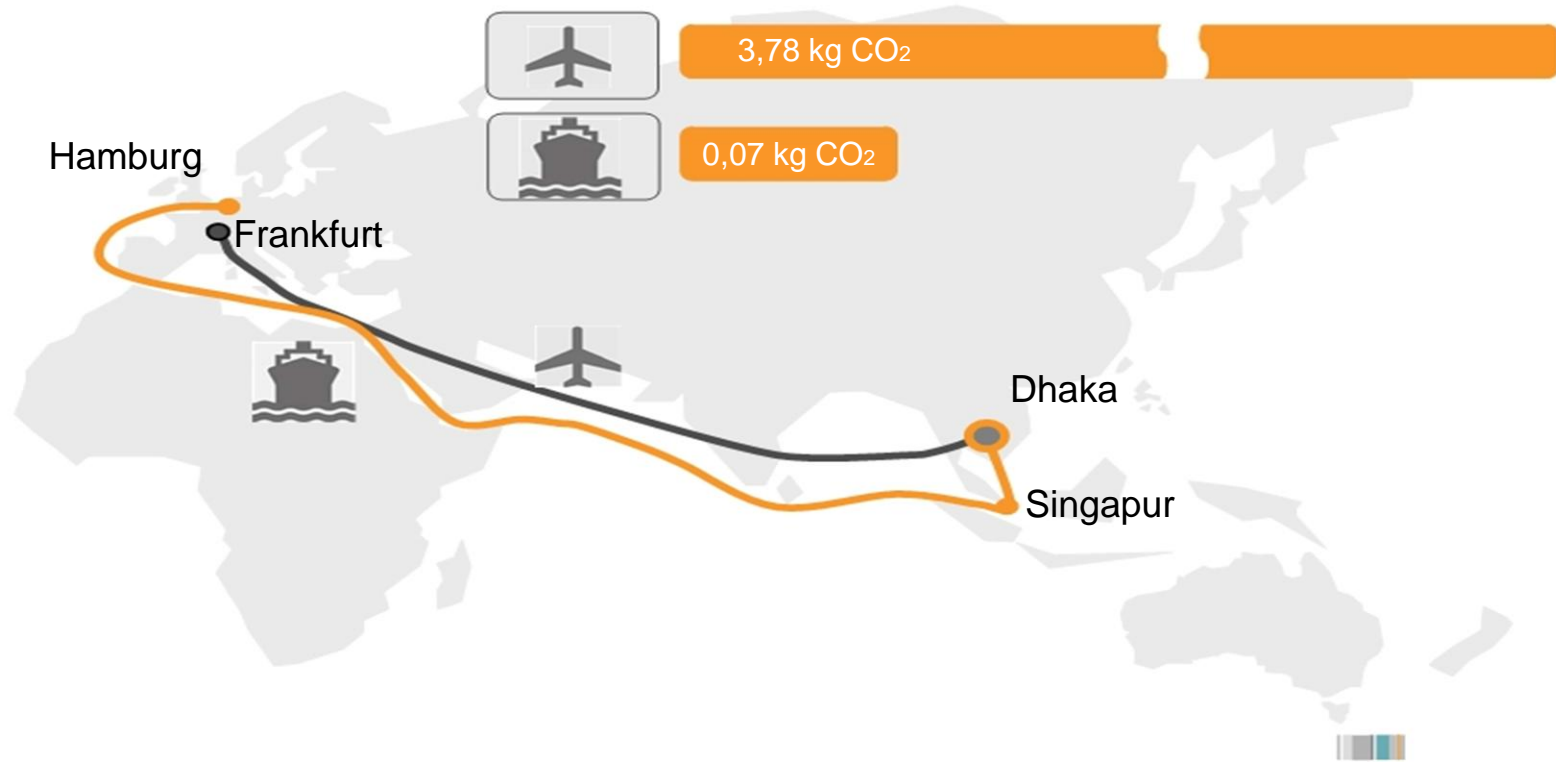 3,78 kg CO₂
0,07 kg CO₂
Hamburg
Frankfurt
Dhaka
Singapur